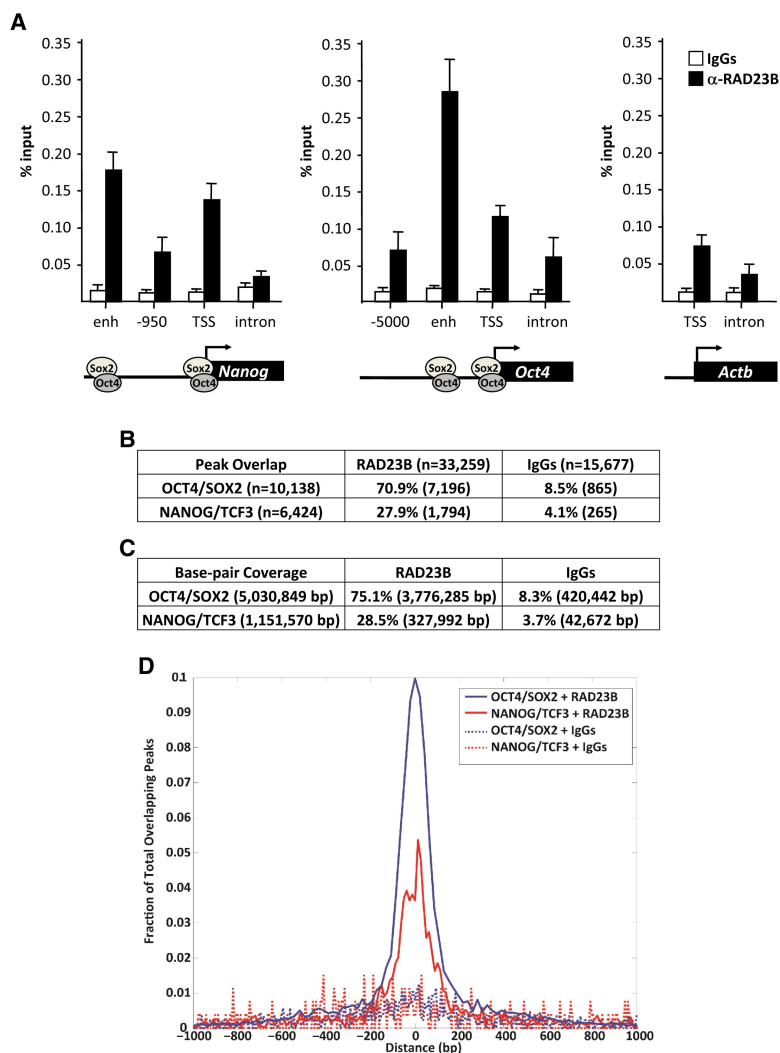 A
0.35
0.30
0.25
0.20
0.15
0.10
0.05
% input
enh -950 TSS intron
Sox2 Oct4 Sox2 Oct4 Nanog
0.35
0.30
0.25
0.20
0.15
0.10
0.05
% input
-5000 enh TSS intron
Sox2 Oct4 Sox2 Oct4 Oct4
0.35
0.30
0.25
0.20
0.15
0.10
0.05
% input
IgGs
α-RAD23B
TSS intron
Actb
B
Peak Overlap RAD23B (n=33,259) IgGs (n=15,677)
OCT4/SOX2 (n=10,138) 70.9% (7,196) 8.5% (865)
NANOG/TCF3 (n=6,424) 27.9% (1,794) 4.1% (265)
C
Base-pair Coverage RAD23B IgGs
OCT4/SOX2 (5,030,849 bp) 75.1% (3,776,285 bp) 8.3% (420,442 bp)
NANOG/TCF3 (1,151,570 bp) 28.5% (327,992 bp) 3.7% (42,672 bp)
D
0.1
0.09
0.08
0.07
0.06
0.05
0.04
0.03
0.02
0.01
0
Fraction of Total Overlapping Peaks
OCT4/SOX2 + RAD23B
NANOG/TCF3 + RAD23B
OCT4/SOX2 + IgGs
NANOG/TCF3 + IgGs
−1000 −800 −600 −400 −200 0 200 400 600 800 1000
Distance (bp)